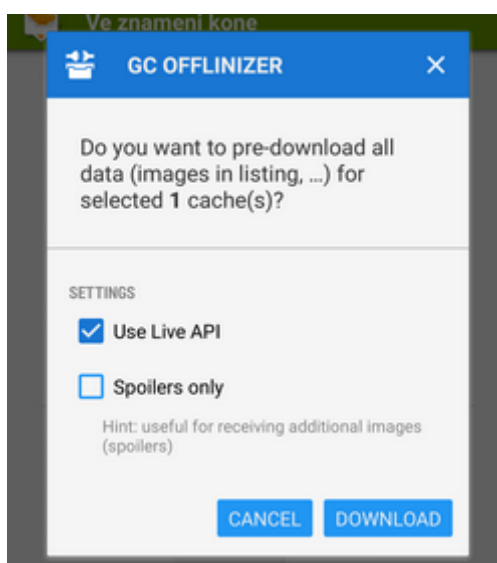 Ve znamení kone
GC OFFLINIZER
Do you want to pre-download all
data (images in listing, ...) for
selected 1 cache(s)?
SETTINGS
Use Live API
Spoilers only
Hint: useful for receiving additional images
(spoilers)
CANCEL DOWNLOAD